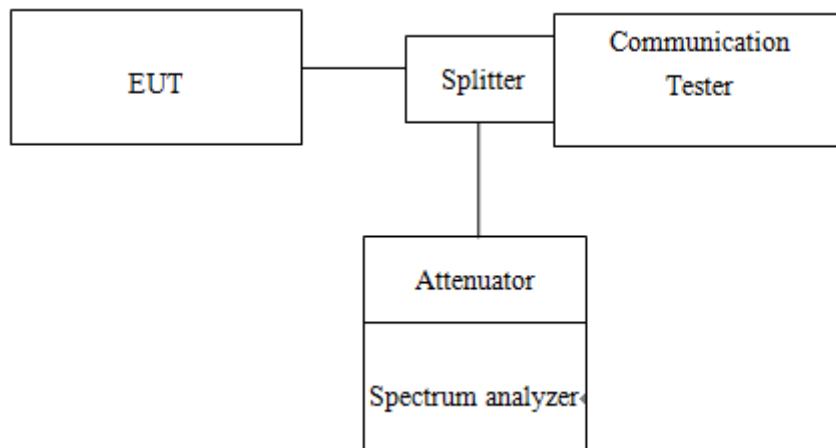 EUT
Splitter
Communication
Tester
Attenuator
Spectrum analyzer